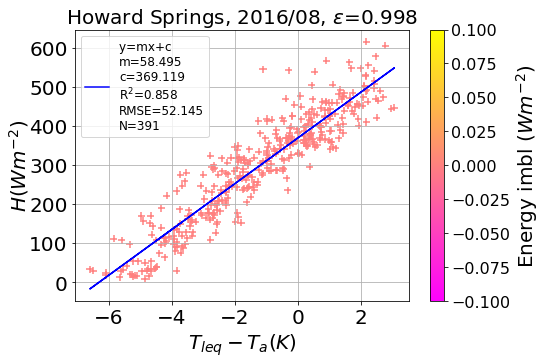 Howard Springs, 2016/08, ε=0.998
y=mx+c
m=58.495
c=369.119
R²=0.858
RMSE=52.145
N=391
H(Wm⁻²)
600
500
400
300
200
100
0
−6 −4 −2 0 2
T_leq − T_a(K)
0.100
0.075
0.050
0.025
0.000
−0.025
−0.050
−0.075
−0.100
Energy imbl (Wm⁻²)